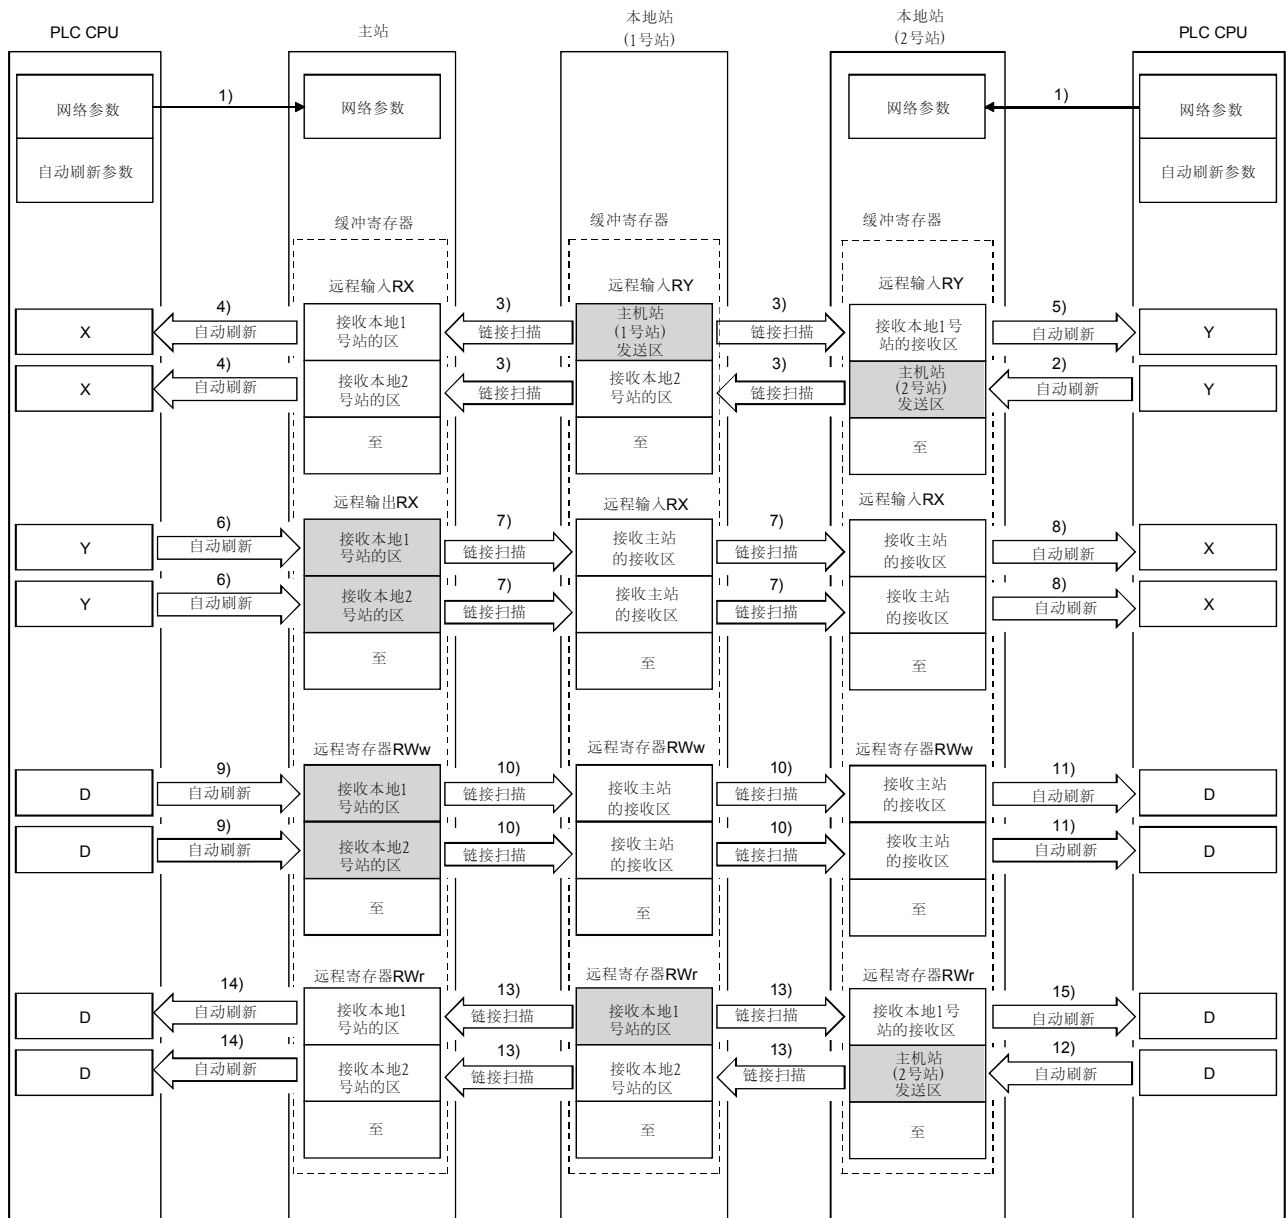 PLC CPU
主站
本地站
(1号站)
本地站
(2号站)
PLC CPU
网络参数
1)
网络参数
网络参数
1)
网络参数
自动刷新参数
自动刷新参数
缓冲寄存器
缓冲寄存器
缓冲寄存器
远程输入RX
远程输入RY
远程输入RY
X
4)
自动刷新
接收本地1
号站的区
3)
链接扫描
主机站
(1号站)
发送区
3)
链接扫描
接收本地1号
站的接收区
5)
自动刷新
Y
X
4)
自动刷新
接收本地2
号站的区
3)
链接扫描
接收本地2
号站的区
3)
链接扫描
主机站
(2号站)
发送区
2)
自动刷新
Y
至
至
至
远程输出RX
远程输入RX
远程输入RX
Y
6)
自动刷新
接收本地1
号站的区
7)
链接扫描
接收主站
的接收区
7)
链接扫描
接收主站
的接收区
8)
自动刷新
X
Y
6)
自动刷新
接收本地2
号站的区
7)
链接扫描
接收主站
的接收区
7)
链接扫描
接收主站
的接收区
8)
自动刷新
X
至
至
至
远程寄存器RWw
远程寄存器RWw
远程寄存器RWw
D
9)
自动刷新
接收本地1
号站的区
10)
链接扫描
接收主站
的接收区
10)
链接扫描
接收主站
的接收区
11)
自动刷新
D
D
9)
自动刷新
接收本地2
号站的区
10)
链接扫描
接收主站
的接收区
10)
链接扫描
接收主站
的接收区
11)
自动刷新
D
至
至
至
远程寄存器RWr
远程寄存器RWr
远程寄存器RWr
D
14)
自动刷新
接收本地1
号站的区
13)
链接扫描
接收本地1
号站的区
13)
链接扫描
接收本地1号
站的接收区
15)
自动刷新
D
D
14)
自动刷新
接收本地2
号站的区
13)
链接扫描
接收本地2
号站的区
13)
链接扫描
主机站
(2号站)
发送区
12)
自动刷新
D
至
至
至